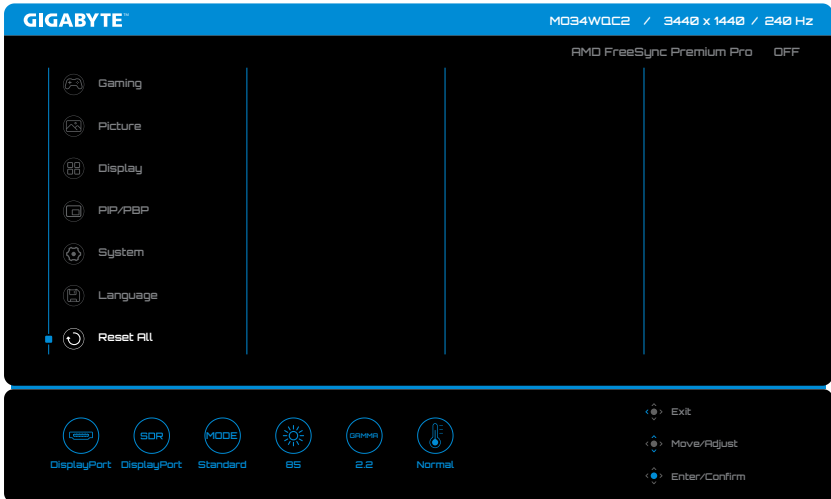 GIGABYTE™
MO34WQC2 / 3440 x 1440 / 240 Hz
AMD FreeSync Premium Pro OFF
Gaming
Picture
Display
PIP/PBP
System
Language
Reset All
SDR MODE GAMMA
DisplayPort DisplayPort Standard 85 2.2 Normal
Exit
Move/Adjust
Enter/Confirm